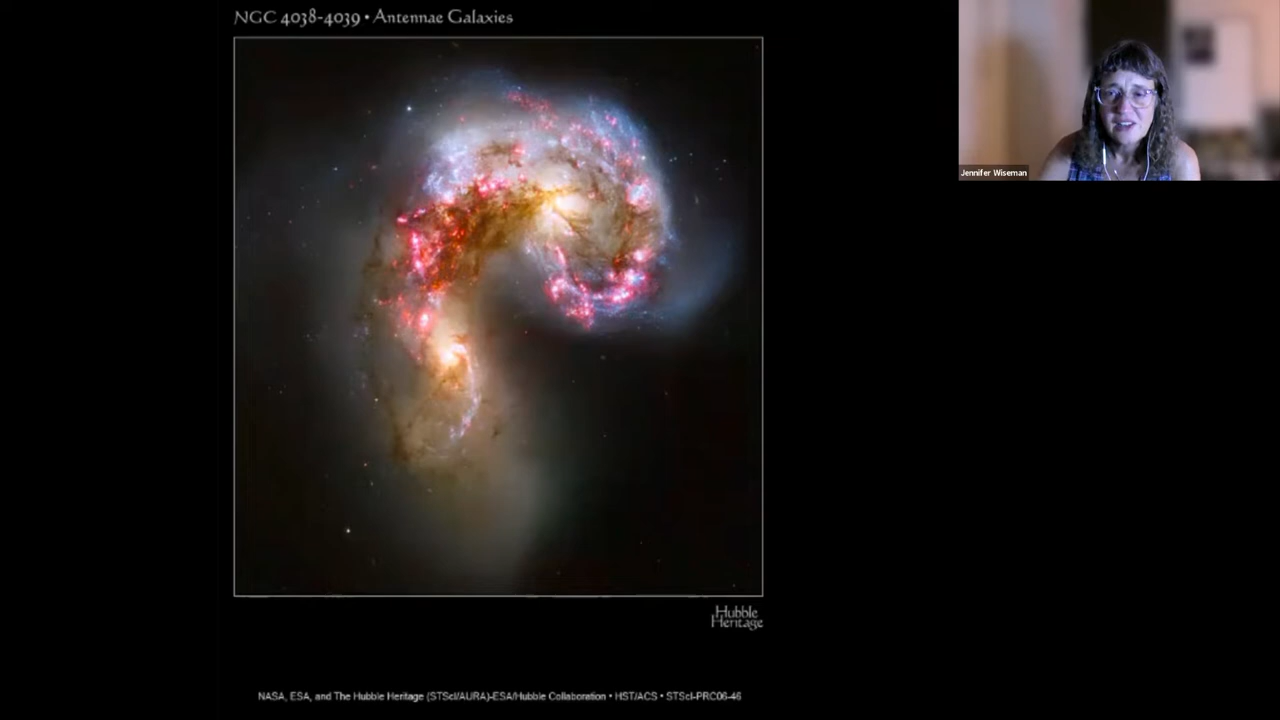 NGC 4038-4039 • Antennae Galaxies
Jennifer Wiseman
Hubble
Heritage
NASA, ESA, and The Hubble Heritage (STScI/AURA)-ESA/Hubble Collaboration • HST/ACS • STScI-PRC06-46